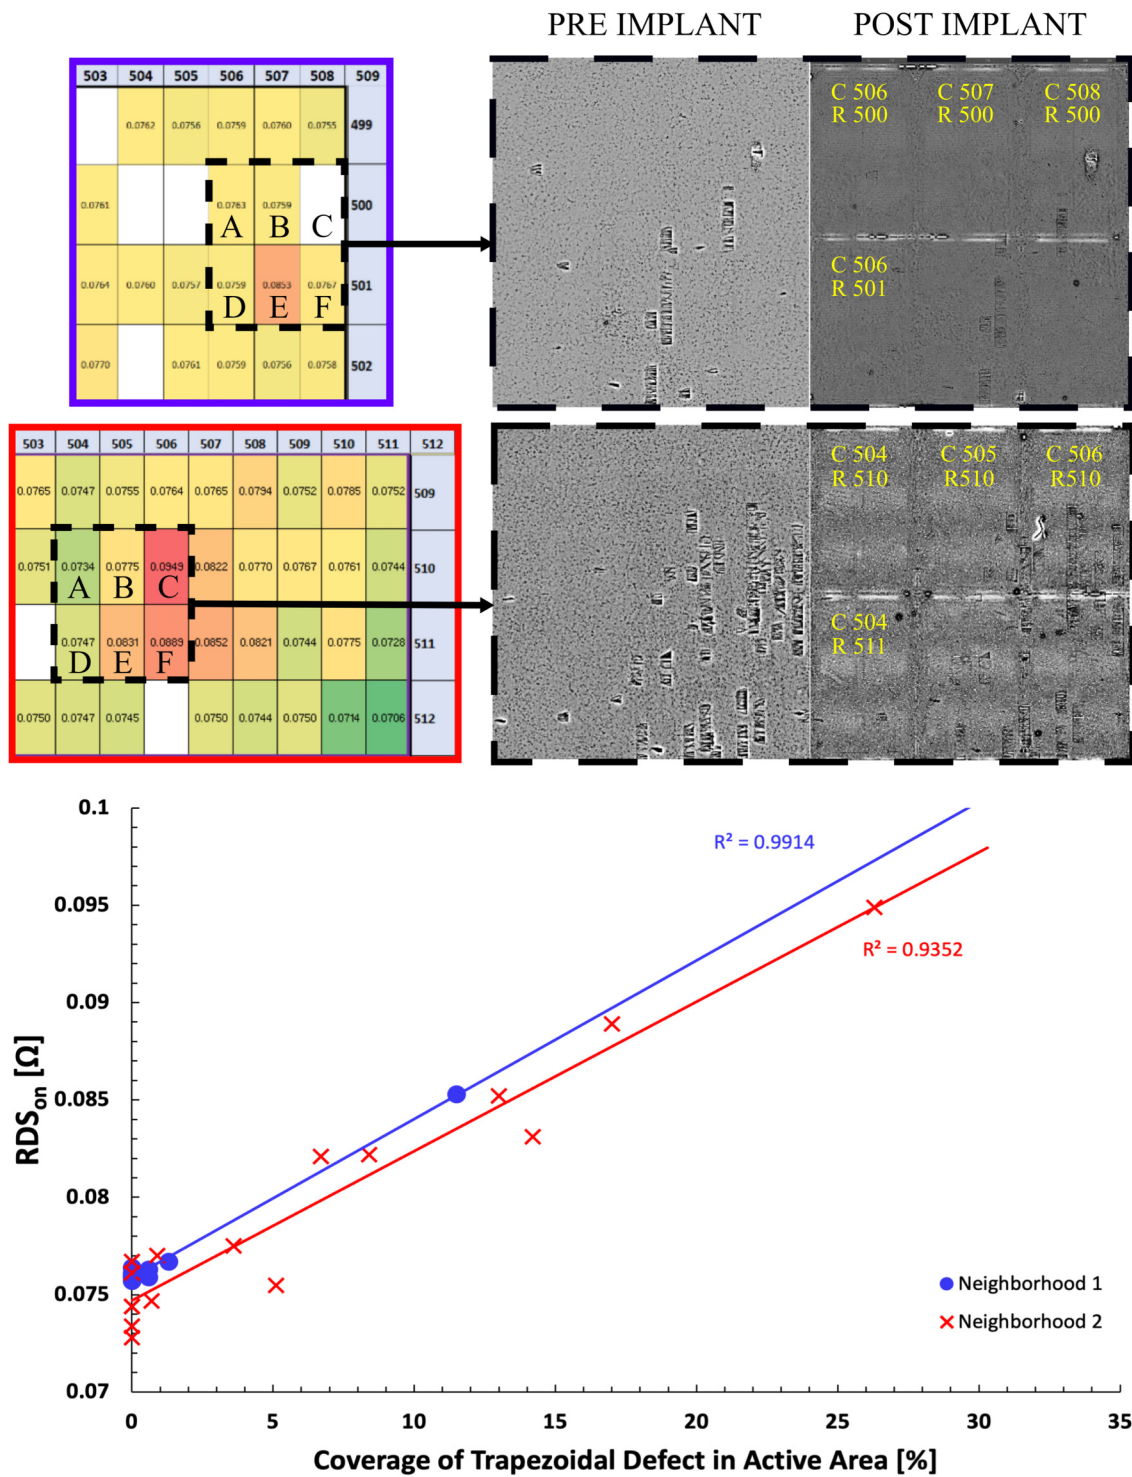 PRE IMPLANT POST IMPLANT
503 504 505 506 507 508 509
0.0762 0.0756 0.0759 0.0760 0.0755 499
0.0761 0.0763 0.0759 500
A B C
0.0764 0.0760 0.0757 0.0759 0.0853 0.0767 501
D E F
0.0770 0.0761 0.0759 0.0756 0.0758 502
C 506 C 507 C 508
R 500 R 500 R 500
C 506
R 501
503 504 505 506 507 508 509 510 511 512
0.0765 0.0747 0.0755 0.0764 0.0765 0.0794 0.0752 0.0785 0.0752 509
0.0751 0.0734 0.0775 0.0949 0.0822 0.0770 0.0767 0.0761 0.0744 510
A B C
0.0747 0.0831 0.0889 0.0852 0.0821 0.0744 0.0775 0.0728 511
D E F
0.0750 0.0747 0.0745 0.0750 0.0744 0.0750 0.0714 0.0706 512
C 504 C 505 C 506
R 510 R510 R510
C 504
R 511
0.1
0.095
0.09
0.085
0.08
0.075
0.07
RDSon [Ω]
R² = 0.9914
R² = 0.9352
Neighborhood 1
Neighborhood 2
0 5 10 15 20 25 30 35
Coverage of Trapezoidal Defect in Active Area [%]